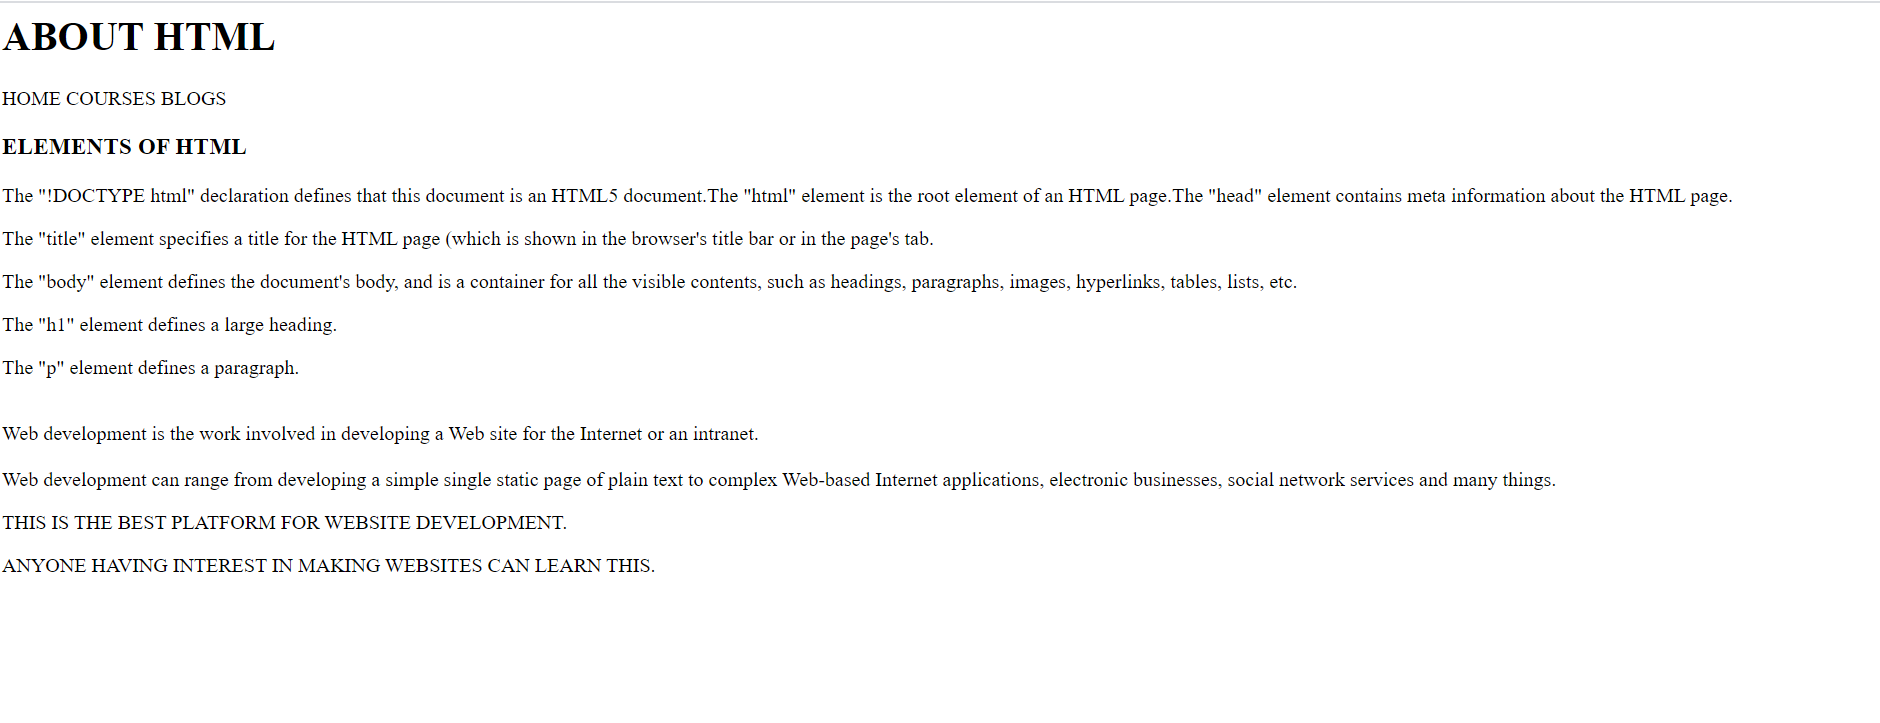 ABOUT HTML
HOME COURSES BLOGS
ELEMENTS OF HTML
The "!DOCTYPE html" declaration defines that this document is an HTML5 document.The "html" element is the root element of an HTML page.The "head" element contains meta information about the HTML page.
The "title" element specifies a title for the HTML page (which is shown in the browser's title bar or in the page's tab.
The "body" element defines the document's body, and is a container for all the visible contents, such as headings, paragraphs, images, hyperlinks, tables, lists, etc.
The "h1" element defines a large heading.
The "p" element defines a paragraph.
Web development is the work involved in developing a Web site for the Internet or an intranet.
Web development can range from developing a simple single static page of plain text to complex Web-based Internet applications, electronic businesses, social network services and many things.
THIS IS THE BEST PLATFORM FOR WEBSITE DEVELOPMENT.
ANYONE HAVING INTEREST IN MAKING WEBSITES CAN LEARN THIS.